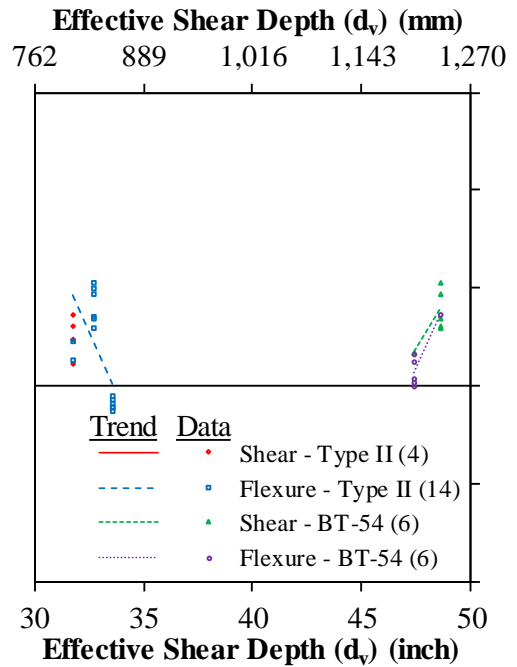 Effective Shear Depth (dv) (mm)
762 889 1,016 1,143 1,270
Trend Data
Shear - Type II (4)
Flexure - Type II (14)
Shear - BT-54 (6)
Flexure - BT-54 (6)
30 35 40 45 50
Effective Shear Depth (dv) (inch)